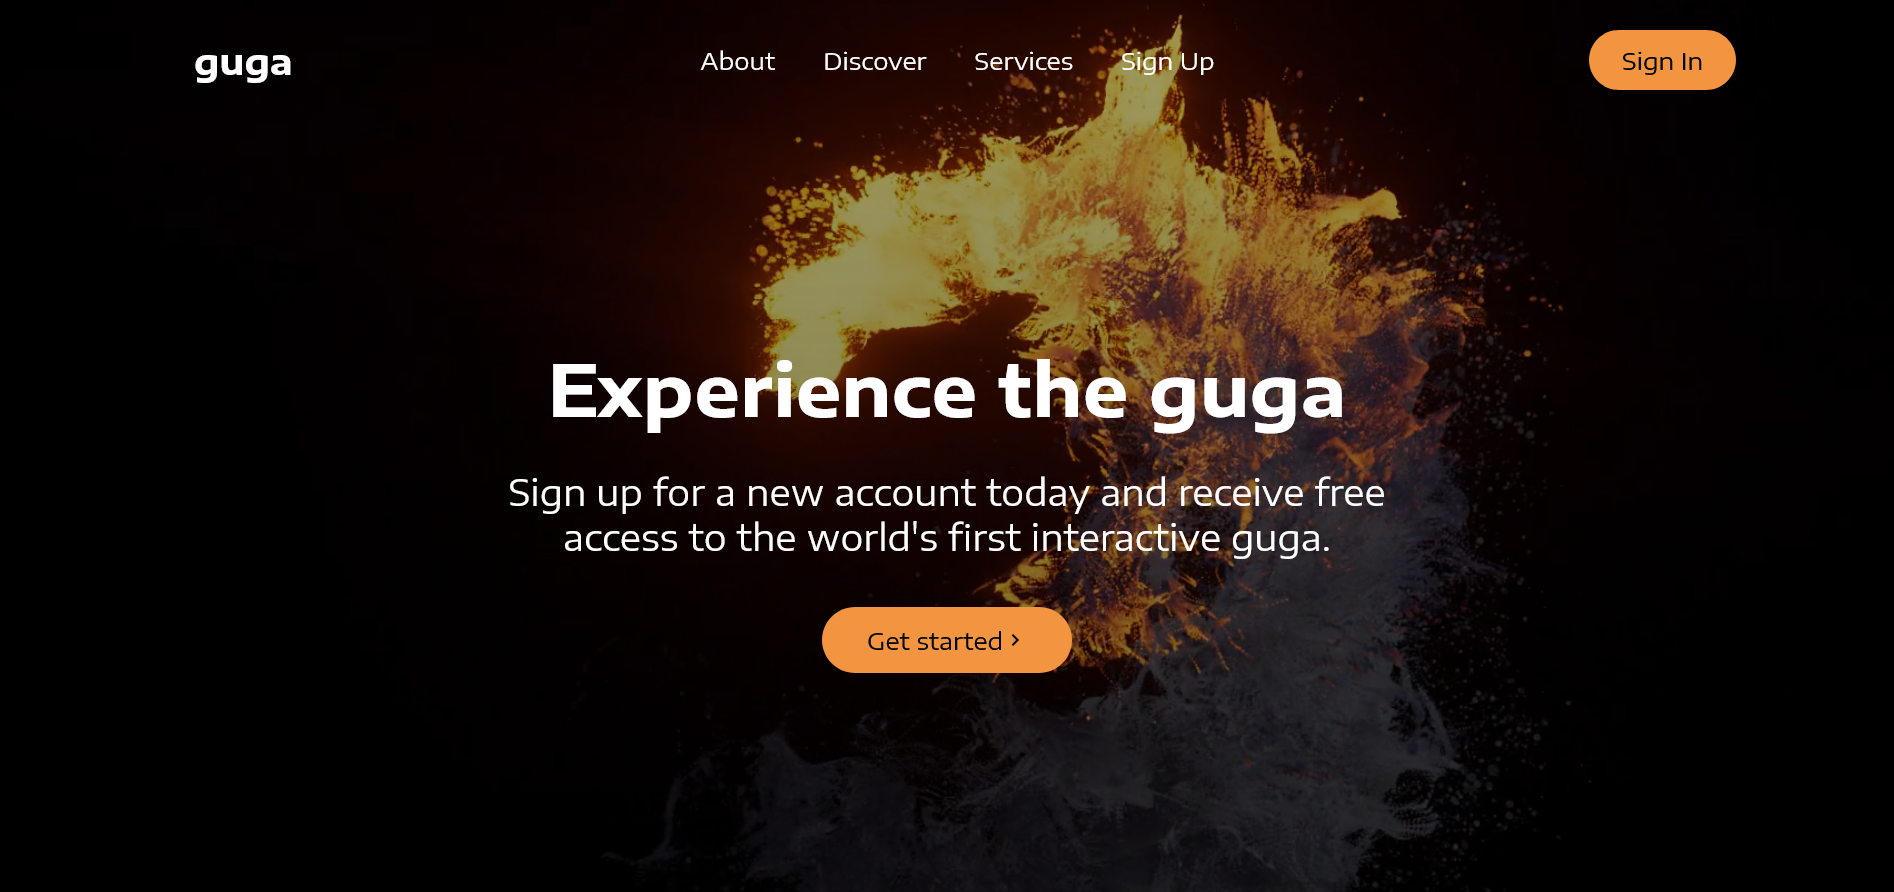 guga
About Discover Services Sign Up
Sign In
Experience the guga
Sign up for a new account today and receive free
access to the world's first interactive guga.
Get started ›